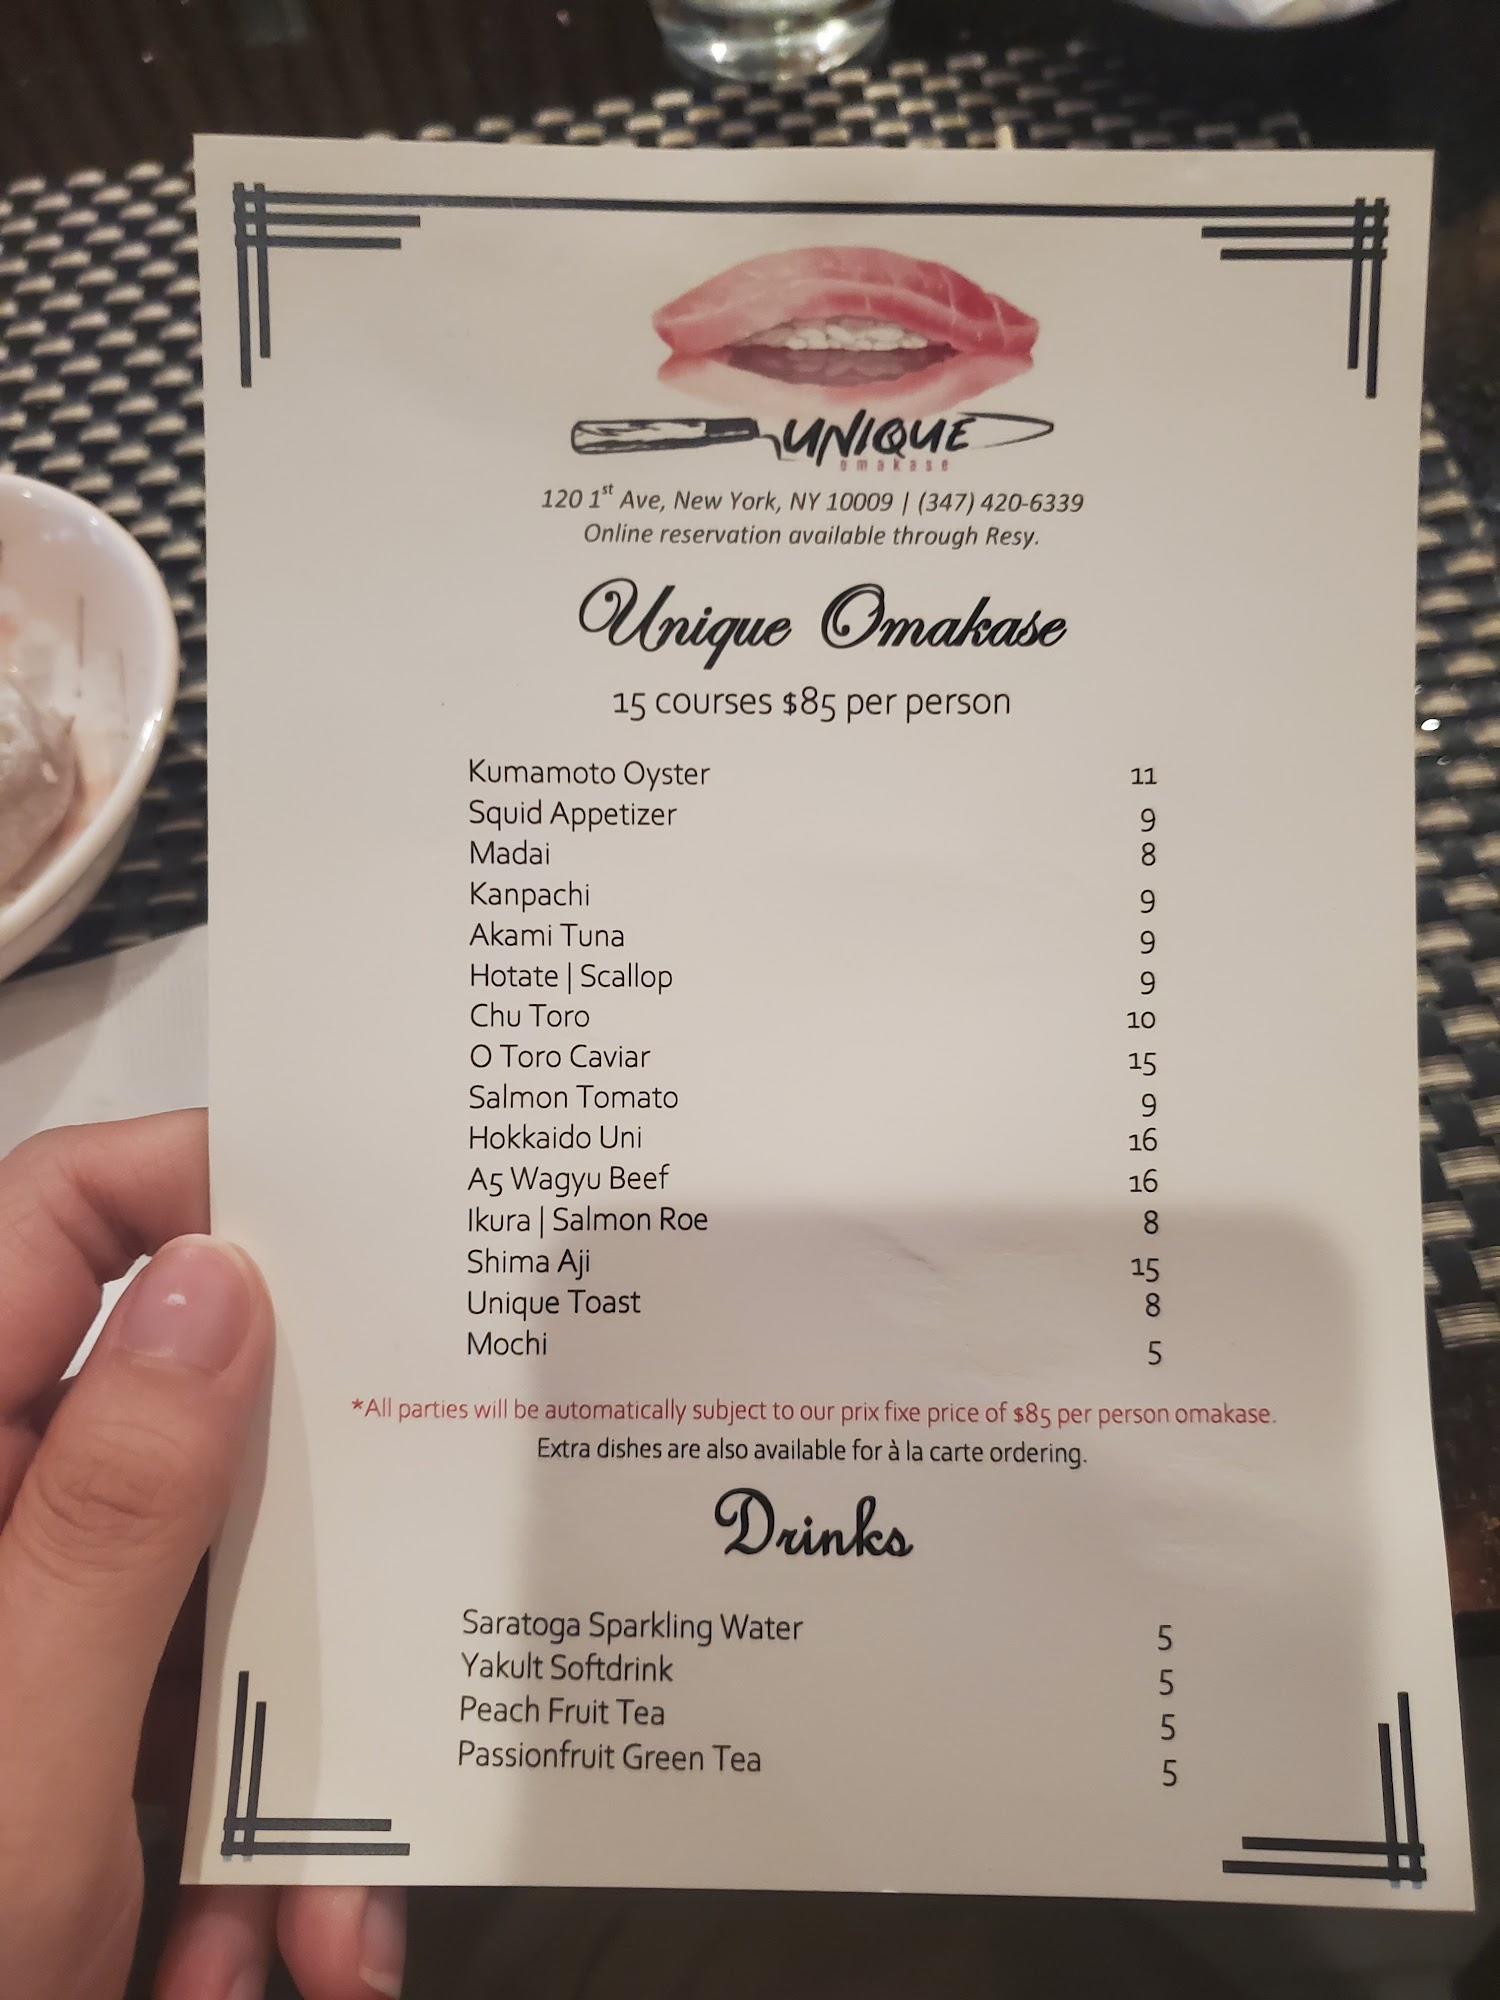 UNIQUE
omakase
120 1st Ave, New York, NY 10009 | (347) 420-6339
Online reservation available through Resy.
Unique Omakase
15 courses $85 per person
Kumamoto Oyster 11
Squid Appetizer 9
Madai 8
Kanpachi 9
Akami Tuna 9
Hotate | Scallop 9
Chu Toro 10
O Toro Caviar 15
Salmon Tomato 9
Hokkaido Uni 16
A5 Wagyu Beef 16
Ikura | Salmon Roe 8
Shima Aji 15
Unique Toast 8
Mochi 5
*All parties will be automatically subject to our prix fixe price of $85 per person omakase.
Extra dishes are also available for à la carte ordering.
Drinks
Saratoga Sparkling Water 5
Yakult Softdrink 5
Peach Fruit Tea 5
Passionfruit Green Tea 5